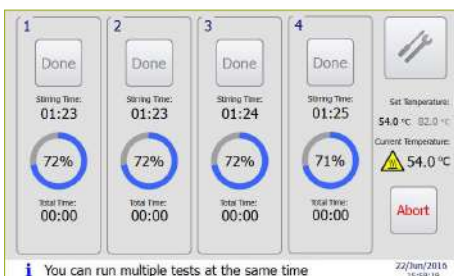 1
Done
Stirring Time:
01:23
72%
Total Time:
00:00
2
Done
Stirring Time:
01:23
72%
Total Time:
00:00
3
Done
Stirring Time:
01:24
72%
Total Time:
00:00
4
Done
Stirring Time:
01:25
71%
Total Time:
00:00
Set Temperature:
54.0 °C 82.0 °C
Current Temperature:
54.0 °C
Abort
i You can run multiple tests at the same time
22/Jun/2016